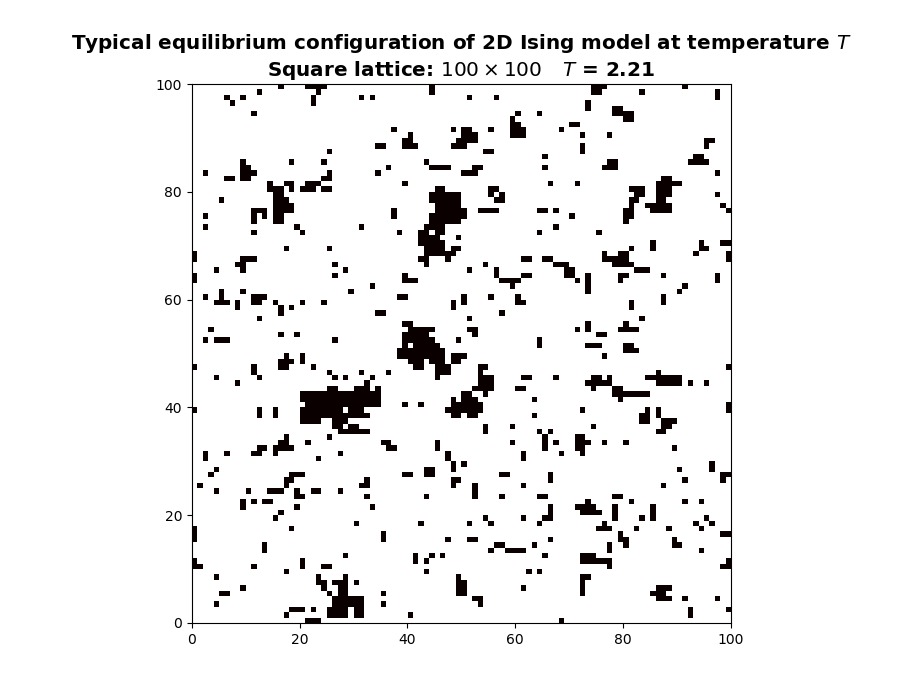 Typical equilibrium configuration of 2D Ising model at temperature T
Square lattice: 100 × 100 T = 2.21
100
80
60
40
20
0
0 20 40 60 80 100